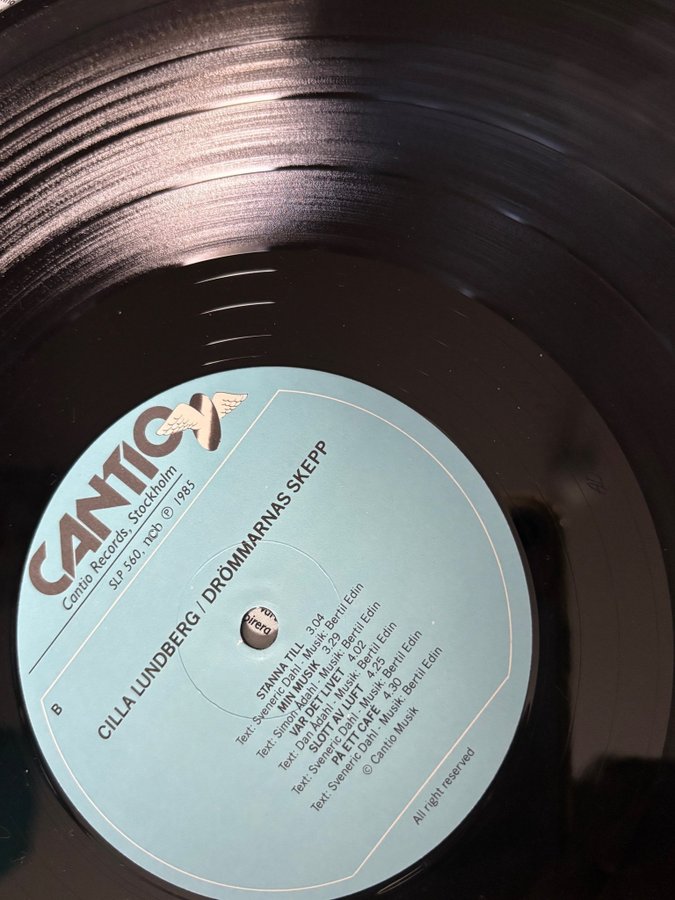 CANTIO
Cantio Records, Stockholm
SLP 560. ncb Ⓟ 1985
B
CILLA LUNDBERG / DRÖMMARNAS SKEPP
STANNA TILL 3.04
Text: Sveneric Dahl - Musik: Bertil Edin
MIN MUSIK 3.29
Text: Simon Ådahl - Musik: Bertil Edin
VAR DET LIVET 4.02
Text: Dan Ådahl - Musik: Bertil Edin
SLOTT AV LUFT 4.25
Text: Sveneric Dahl - Musik: Bertil Edin
PÅ ETT CAFÉ 4.30
Text: Sveneric Dahl - Musik: Bertil Edin
© Cantio Musik
All right reserved